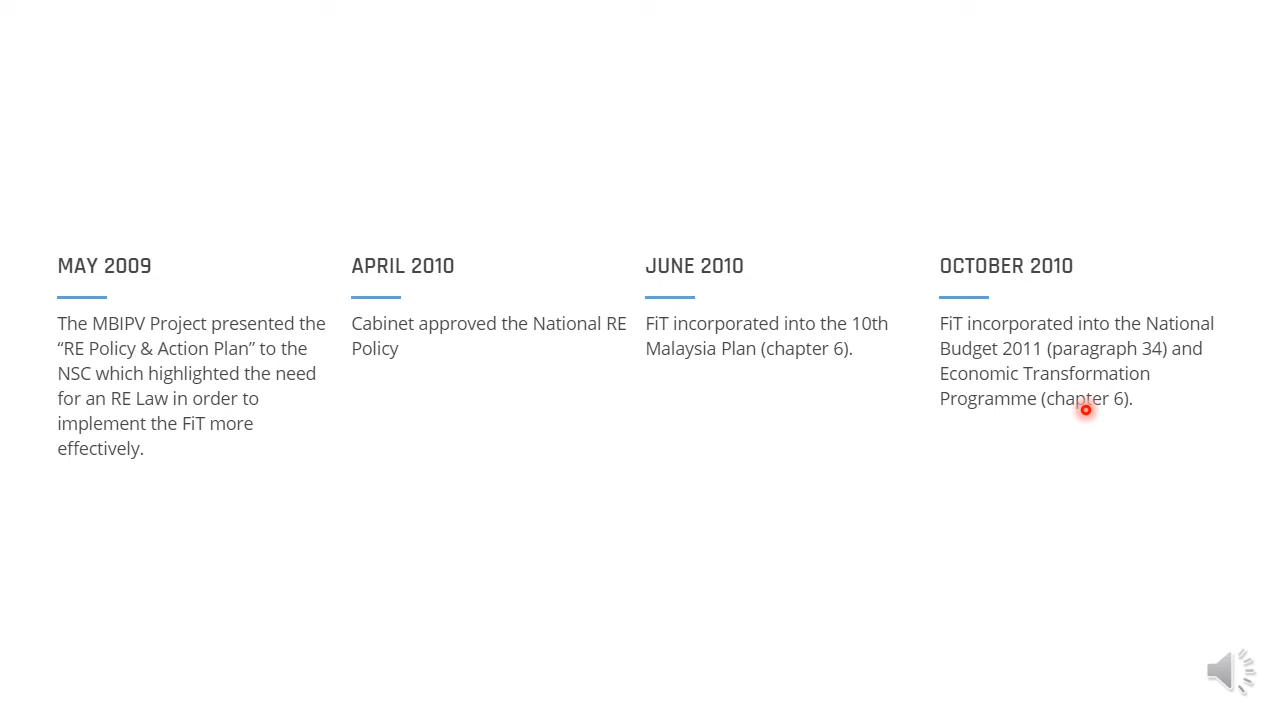 MAY 2009
The MBIPV Project presented the
“RE Policy & Action Plan” to the
NSC which highlighted the need
for an RE Law in order to
implement the FiT more
effectively.
APRIL 2010
Cabinet approved the National RE
Policy
JUNE 2010
FiT incorporated into the 10th
Malaysia Plan (chapter 6).
OCTOBER 2010
FiT incorporated into the National
Budget 2011 (paragraph 34) and
Economic Transformation
Programme (chapter 6).